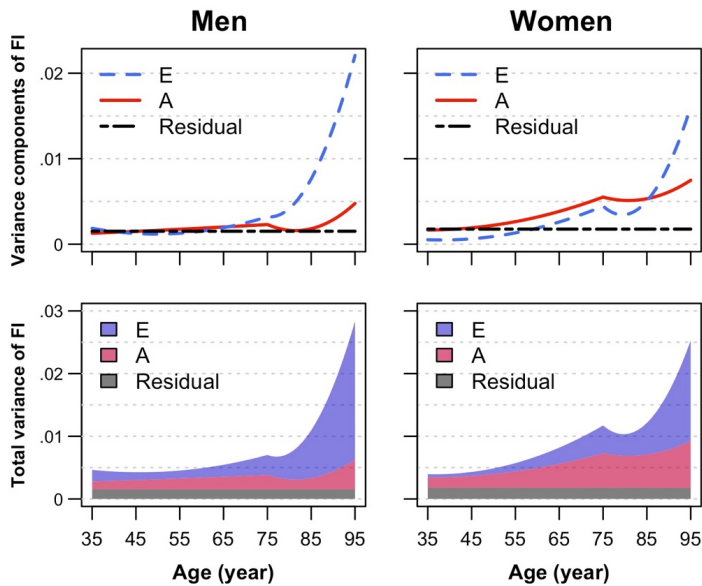 Men
Women
Variance components of FI
.02
.01
0
E
A
Residual
E
A
Residual
Total variance of FI
.03
.02
.01
0
E
A
Residual
E
A
Residual
35 45 55 65 75 85 95
35 45 55 65 75 85 95
Age (year)
Age (year)